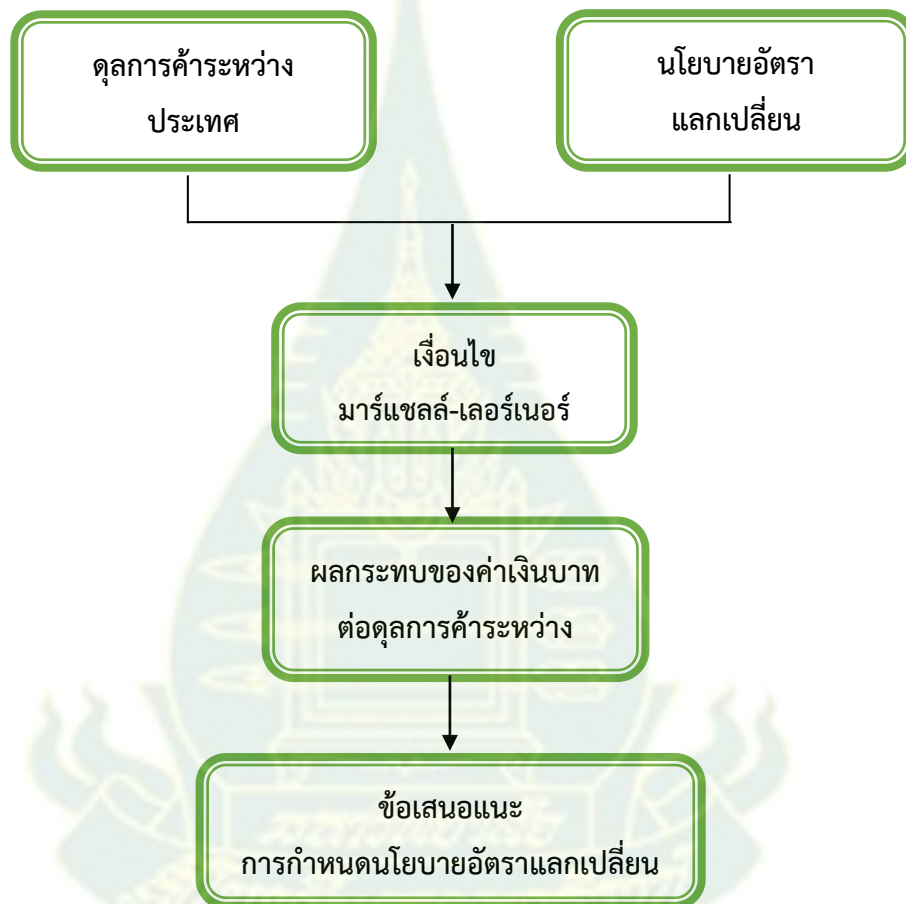 ดุลการค้าระหว่าง
ประเทศ
นโยบายอัตรา
แลกเปลี่ยน
เงื่อนไข
มาร์แชลล์-เลอร์เนอร์
ผลกระทบของค่าเงินบาท
ต่อดุลการค้าระหว่าง
ข้อเสนอแนะ
การกำหนดนโยบายอัตราแลกเปลี่ยน